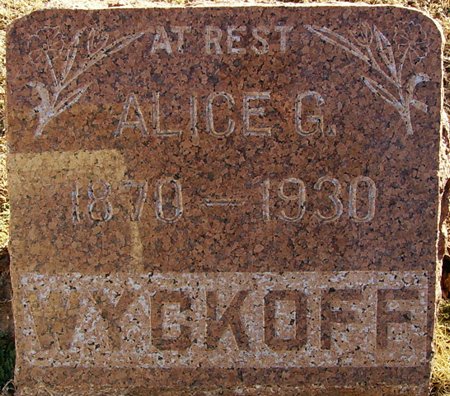 AT REST
ALICE G.
1870 – 1930
WYCKOFF